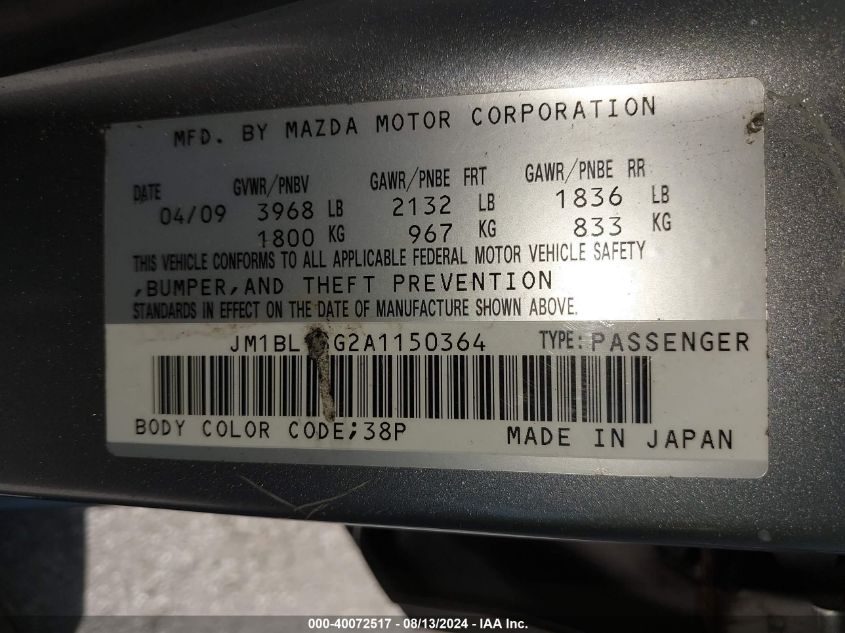 MFD. BY MAZDA MOTOR CORPORATION
DATE GVWR/PNBV GAWR/PNBE FRT GAWR/PNBE RR
04/09 3968 LB 2132 LB 1836 LB
1800 KG 967 KG 833 KG
THIS VEHICLE CONFORMS TO ALL APPLICABLE FEDERAL MOTOR VEHICLE SAFETY
,BUMPER,AND THEFT PREVENTION
STANDARDS IN EFFECT ON THE DATE OF MANUFACTURE SHOWN ABOVE.
TYPE:PASSENGER
BODY COLOR CODE;38P MADE IN JAPAN
000-40072517 - 08/13/2024 - IAA Inc.